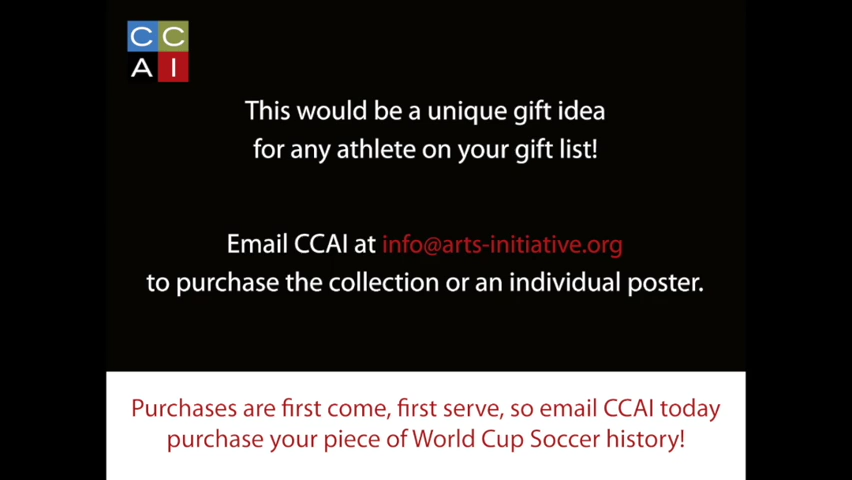 CC
AI
This would be a unique gift idea
for any athlete on your gift list!
Email CCAI at info@arts-initiative.org
to purchase the collection or an individual poster.
Purchases are first come, first serve, so email CCAI today
purchase your piece of World Cup Soccer history!